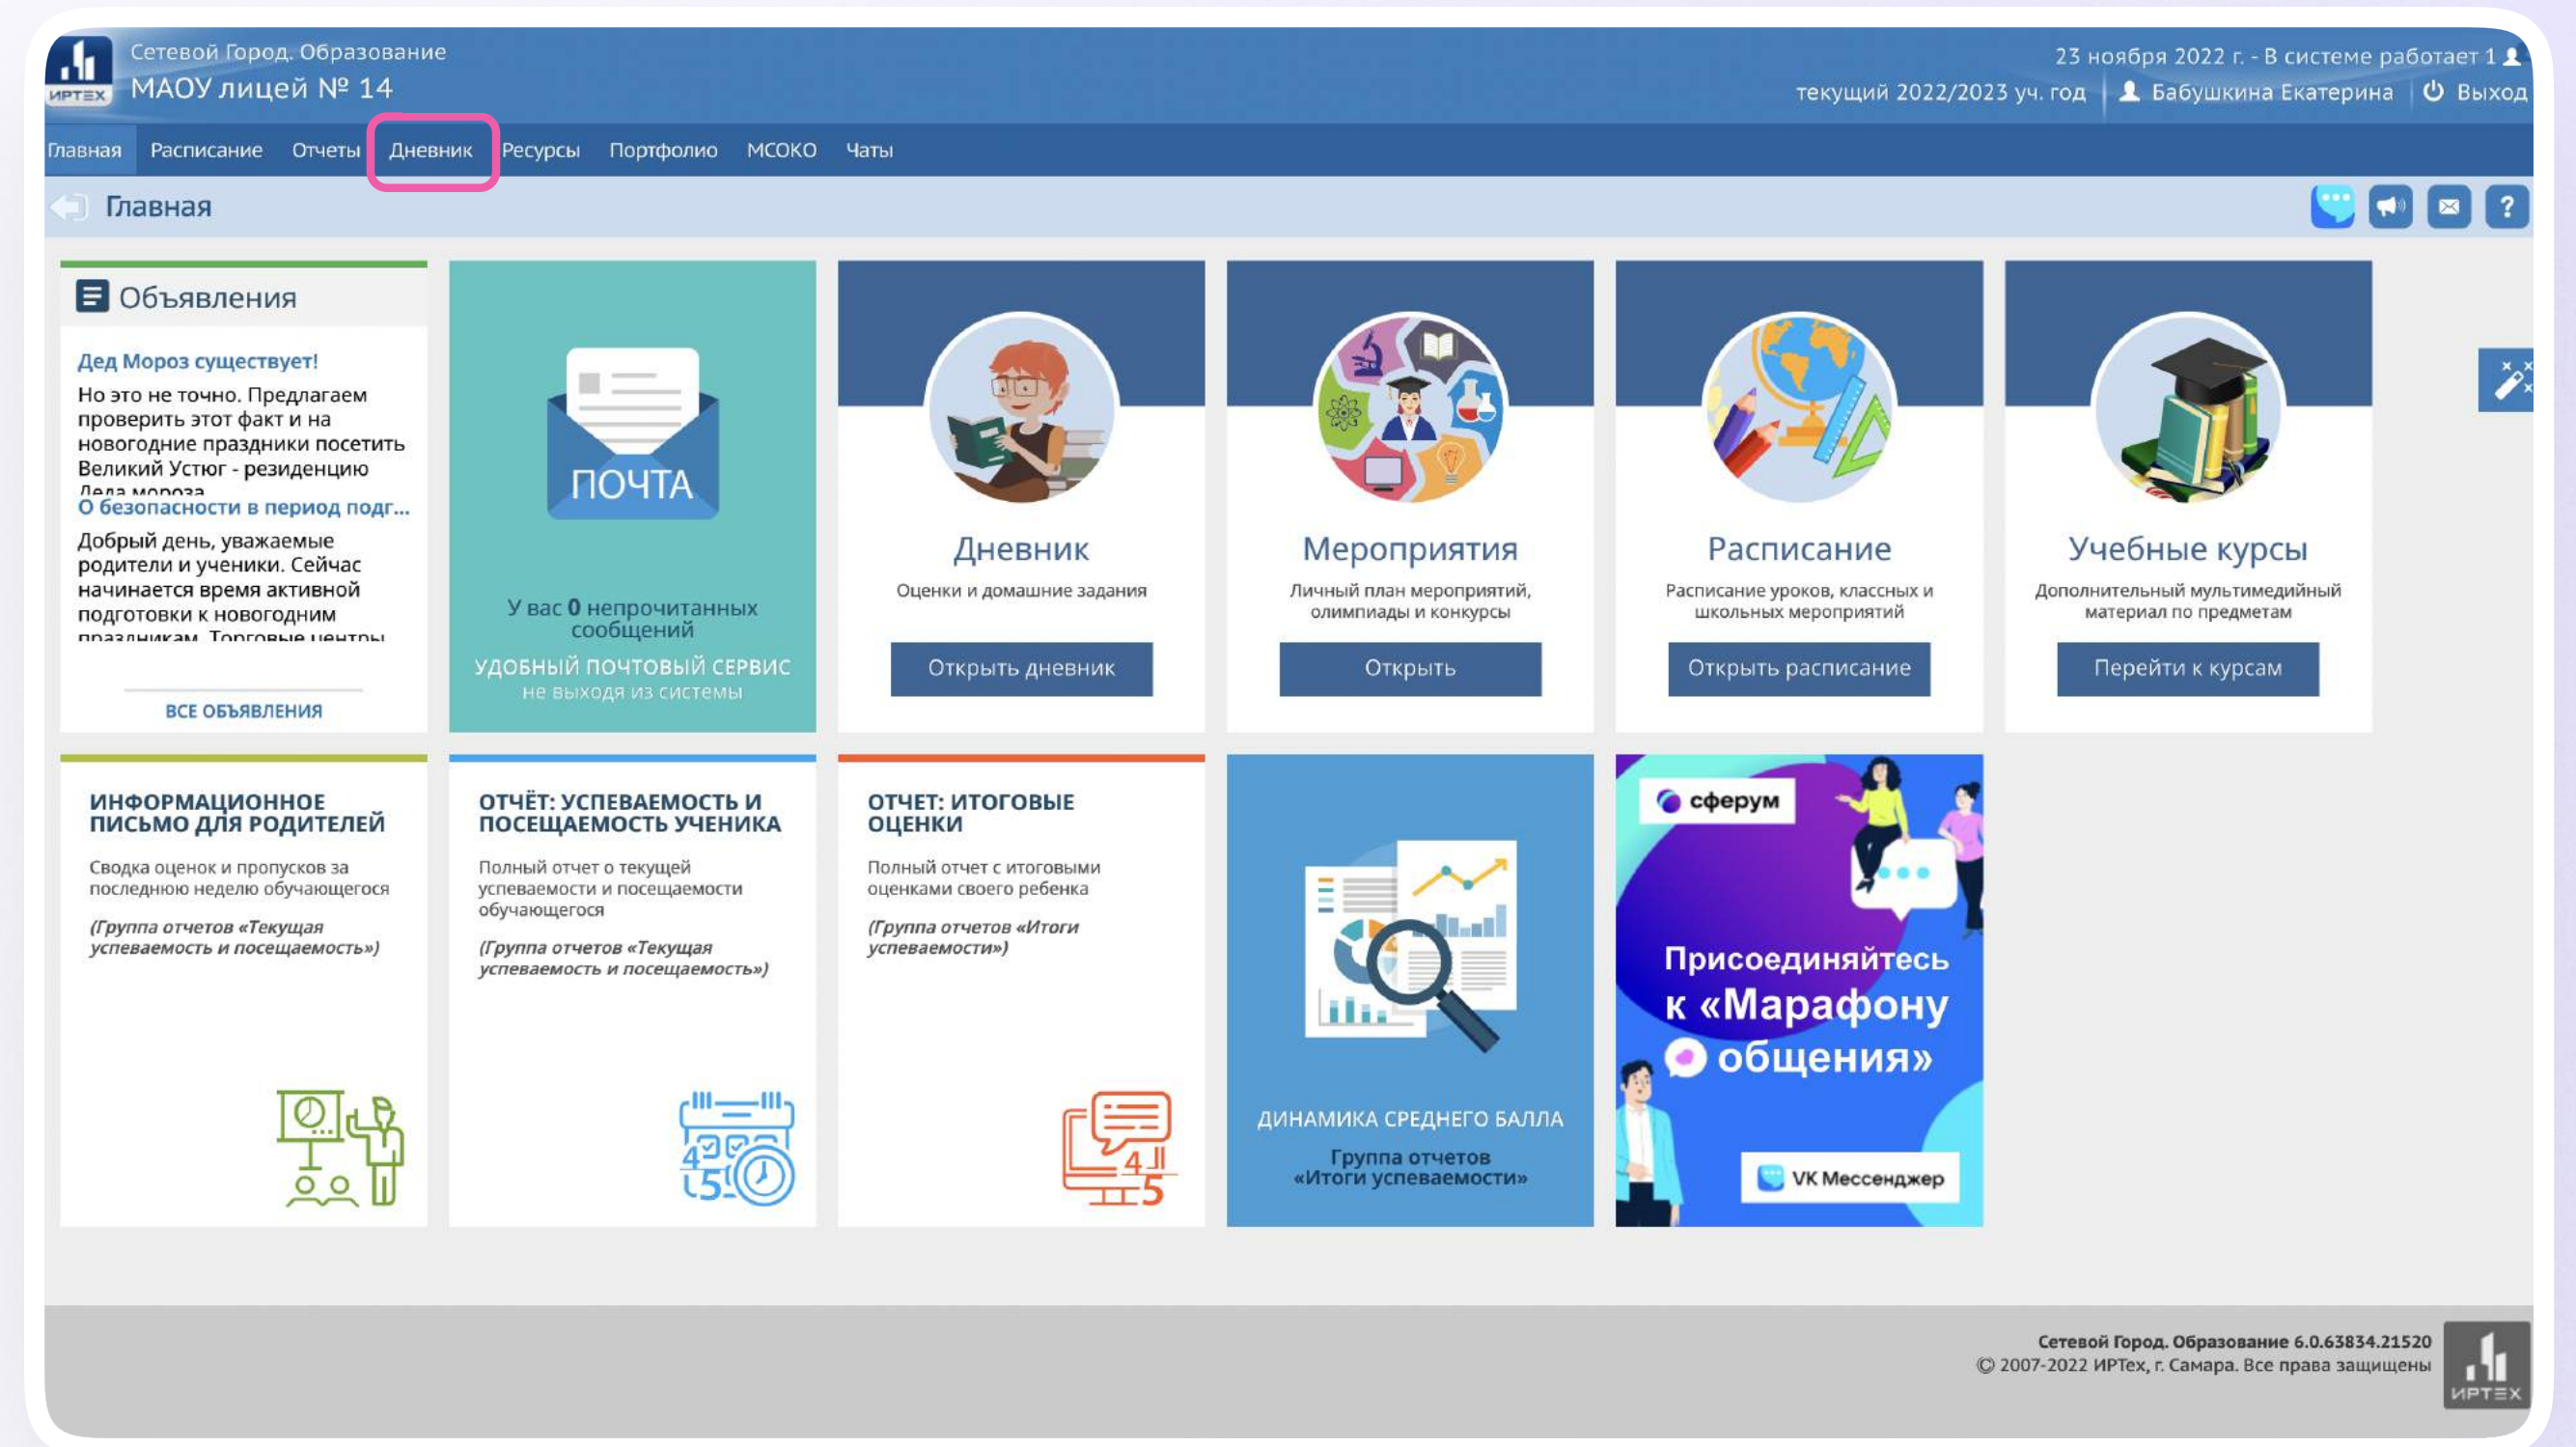 Сетевой Город. Образование
МАОУ лицей № 14
ИРТЕХ
23 ноября 2022 г. - В системе работает 1
текущий 2022/2023 уч. год
Бабушкина Екатерина
Выход
Главная Расписание Отчеты Дневник Ресурсы Портфолио МСОКО Чаты
Главная
?
Объявления
Дед Мороз существует!
Но это не точно. Предлагаем
проверить этот факт и на
новогодние праздники посетить
Великий Устюг - резиденцию
Деда мороза
О безопасности в период подг...
Добрый день, уважаемые
родители и ученики. Сейчас
начинается время активной
подготовки к новогодним
праздникам. Торговые центры
ВСЕ ОБЪЯВЛЕНИЯ
ПОЧТА
У вас 0 непрочитанных
сообщений
УДОБНЫЙ ПОЧТОВЫЙ СЕРВИС
не выходя из системы
Дневник
Оценки и домашние задания
Открыть дневник
Мероприятия
Личный план мероприятий,
олимпиады и конкурсы
Открыть
Расписание
Расписание уроков, классных и
школьных мероприятий
Открыть расписание
Учебные курсы
Дополнительный мультимедийный
материал по предметам
Перейти к курсам
ИНФОРМАЦИОННОЕ
ПИСЬМО ДЛЯ РОДИТЕЛЕЙ
Сводка оценок и пропусков за
последнюю неделю обучающегося
(Группа отчетов «Текущая
успеваемость и посещаемость»)
ОТЧЁТ: УСПЕВАЕМОСТЬ И
ПОСЕЩАЕМОСТЬ УЧЕНИКА
Полный отчет о текущей
успеваемости и посещаемости
обучающегося
(Группа отчетов «Текущая
успеваемость и посещаемость»)
4
5
ОТЧЕТ: ИТОГОВЫЕ
ОЦЕНКИ
Полный отчет с итоговыми
оценками своего ребенка
(Группа отчетов «Итоги
успеваемости»)
4
5
ДИНАМИКА СРЕДНЕГО БАЛЛА
Группа отчетов
«Итоги успеваемости»
сферум
Присоединяйтесь
к «Марафону
общения»
VK Мессенджер
Сетевой Город. Образование 6.0.63834.21520
© 2007-2022 ИРТех, г. Самара. Все права защищены
ИРТЕХ